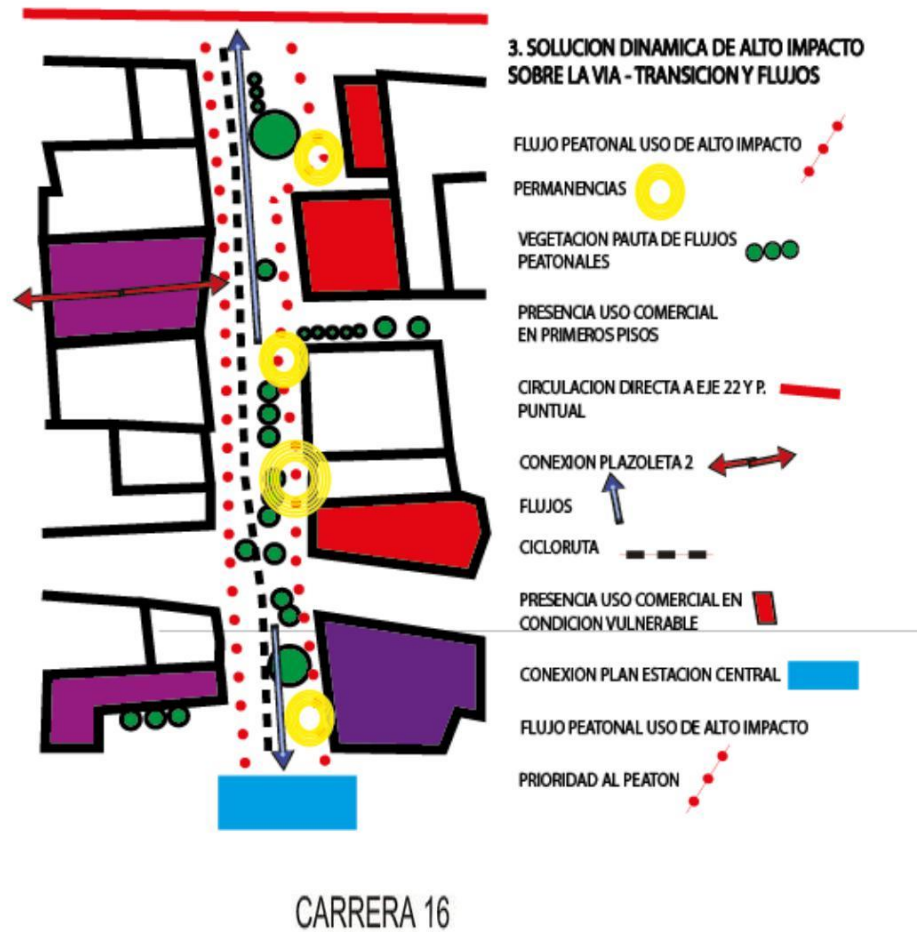 3. SOLUCION DINAMICA DE ALTO IMPACTO
SOBRE LA VIA - TRANSICION Y FLUJOS
FLUJO PEATONAL USO DE ALTO IMPACTO
PERMANENCIAS
VEGETACION PAUTA DE FLUJOS
PEATONALES
PRESENCIA USO COMERCIAL
EN PRIMEROS PISOS
CIRCULACION DIRECTA A EJE 22 Y P.
PUNTUAL
CONEXION PLAZOLETA 2
FLUJOS
CICLORUTA
PRESENCIA USO COMERCIAL EN
CONDICION VULNERABLE
CONEXION PLAN ESTACION CENTRAL
FLUJO PEATONAL USO DE ALTO IMPACTO
PRIORIDAD AL PEATON
CARRERA 16